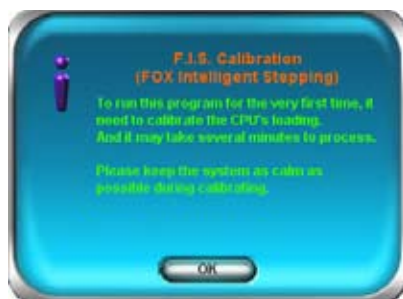 F.I.S. Calibration
(FOX Intelligent Stepping)
To run this program for the very first time, it
need to calibrate the CPU's loading.
And it may take several minutes to process.
Please keep the system as calm as
possible during calibrating.
OK